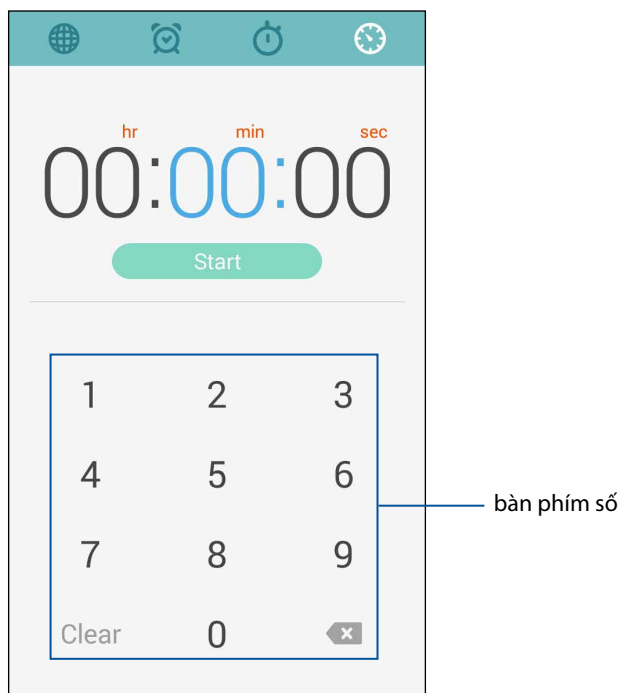 hr min sec
00:00:00
Start
1 2 3
4 5 6
bàn phím số
7 8 9
Clear 0